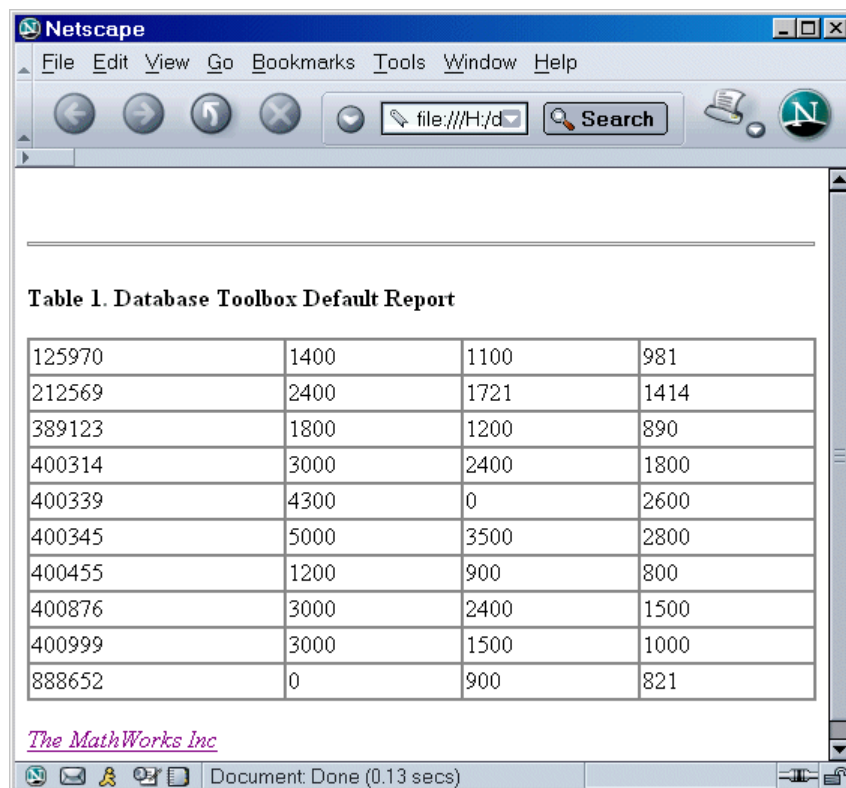 Netscape
File Edit View Go Bookmarks Tools Window Help
file:///H:/d Search N
Table 1. Database Toolbox Default Report
125970 1400 1100 981
212569 2400 1721 1414
389123 1800 1200 890
400314 3000 2400 1800
400339 4300 0 2600
400345 5000 3500 2800
400455 1200 900 800
400876 3000 2400 1500
400999 3000 1500 1000
888652 0 900 821
The MathWorks Inc
Document: Done (0.13 secs)